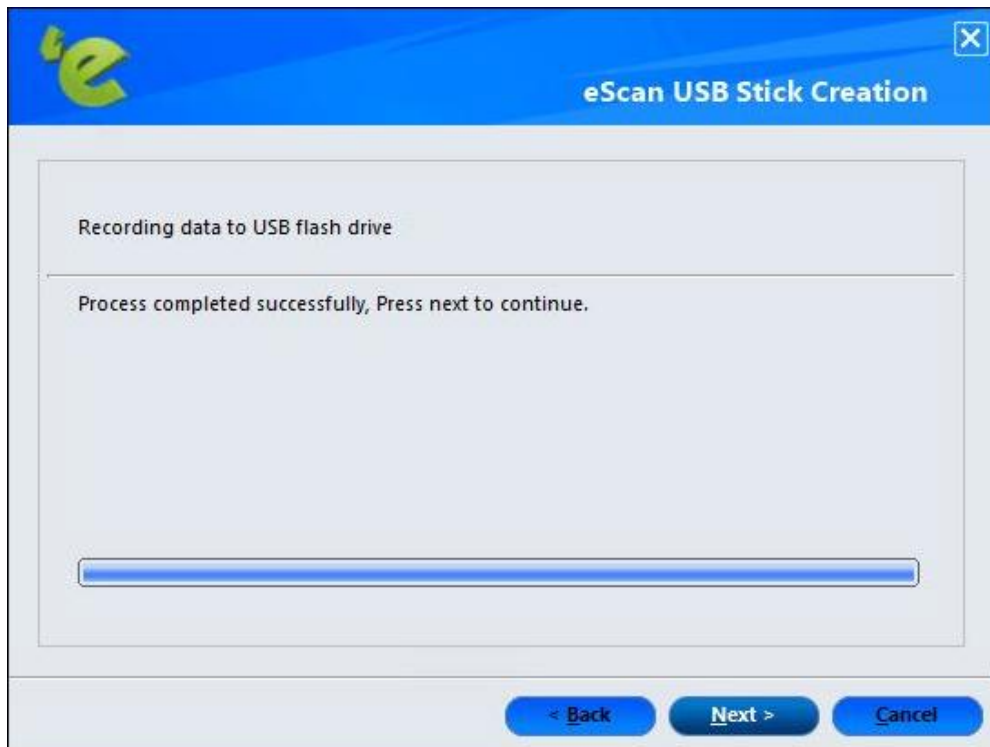 eScan USB Stick Creation
Recording data to USB flash drive
Process completed successfully, Press next to continue.
< Back
Next >
Cancel